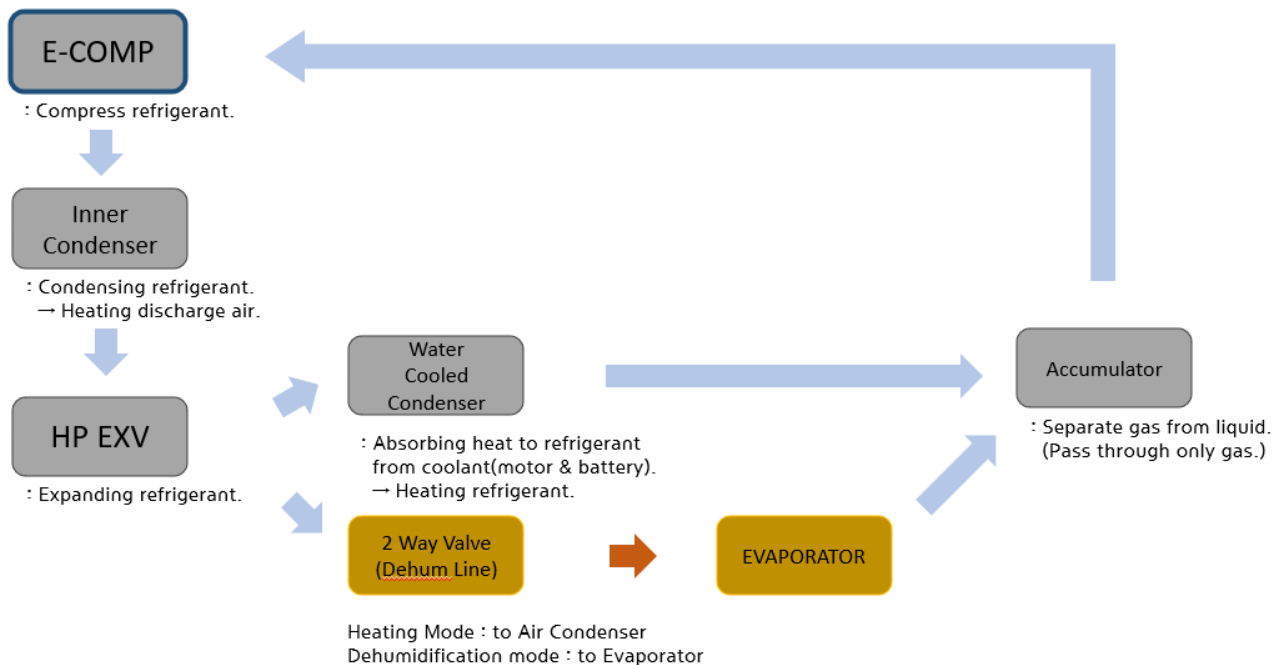 E-COMP
: Compress refrigerant.
Inner
Condenser
: Condensing refrigerant.
→ Heating discharge air.
HP EXV
: Expanding refrigerant.
Water
Cooled
Condenser
: Absorbing heat to refrigerant
from coolant(motor & battery).
→ Heating refrigerant.
2 Way Valve
(Dehum Line)
Heating Mode : to Air Condenser
Dehumidification mode : to Evaporator
EVAPORATOR
Accumulator
: Separate gas from liquid.
(Pass through only gas.)